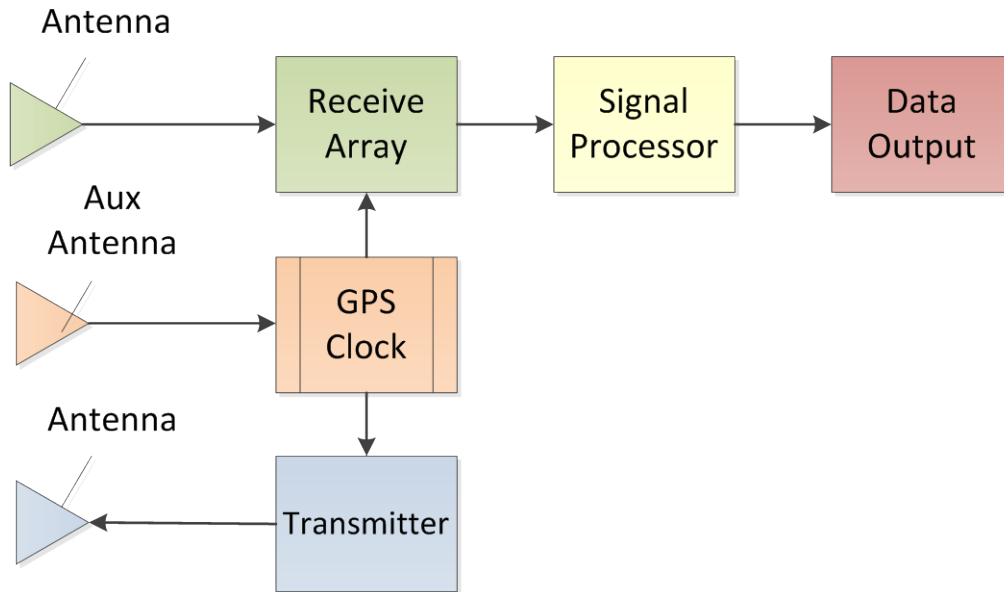 Antenna
Receive
Array
Signal
Processor
Data
Output
Aux
Antenna
GPS
Clock
Antenna
Transmitter